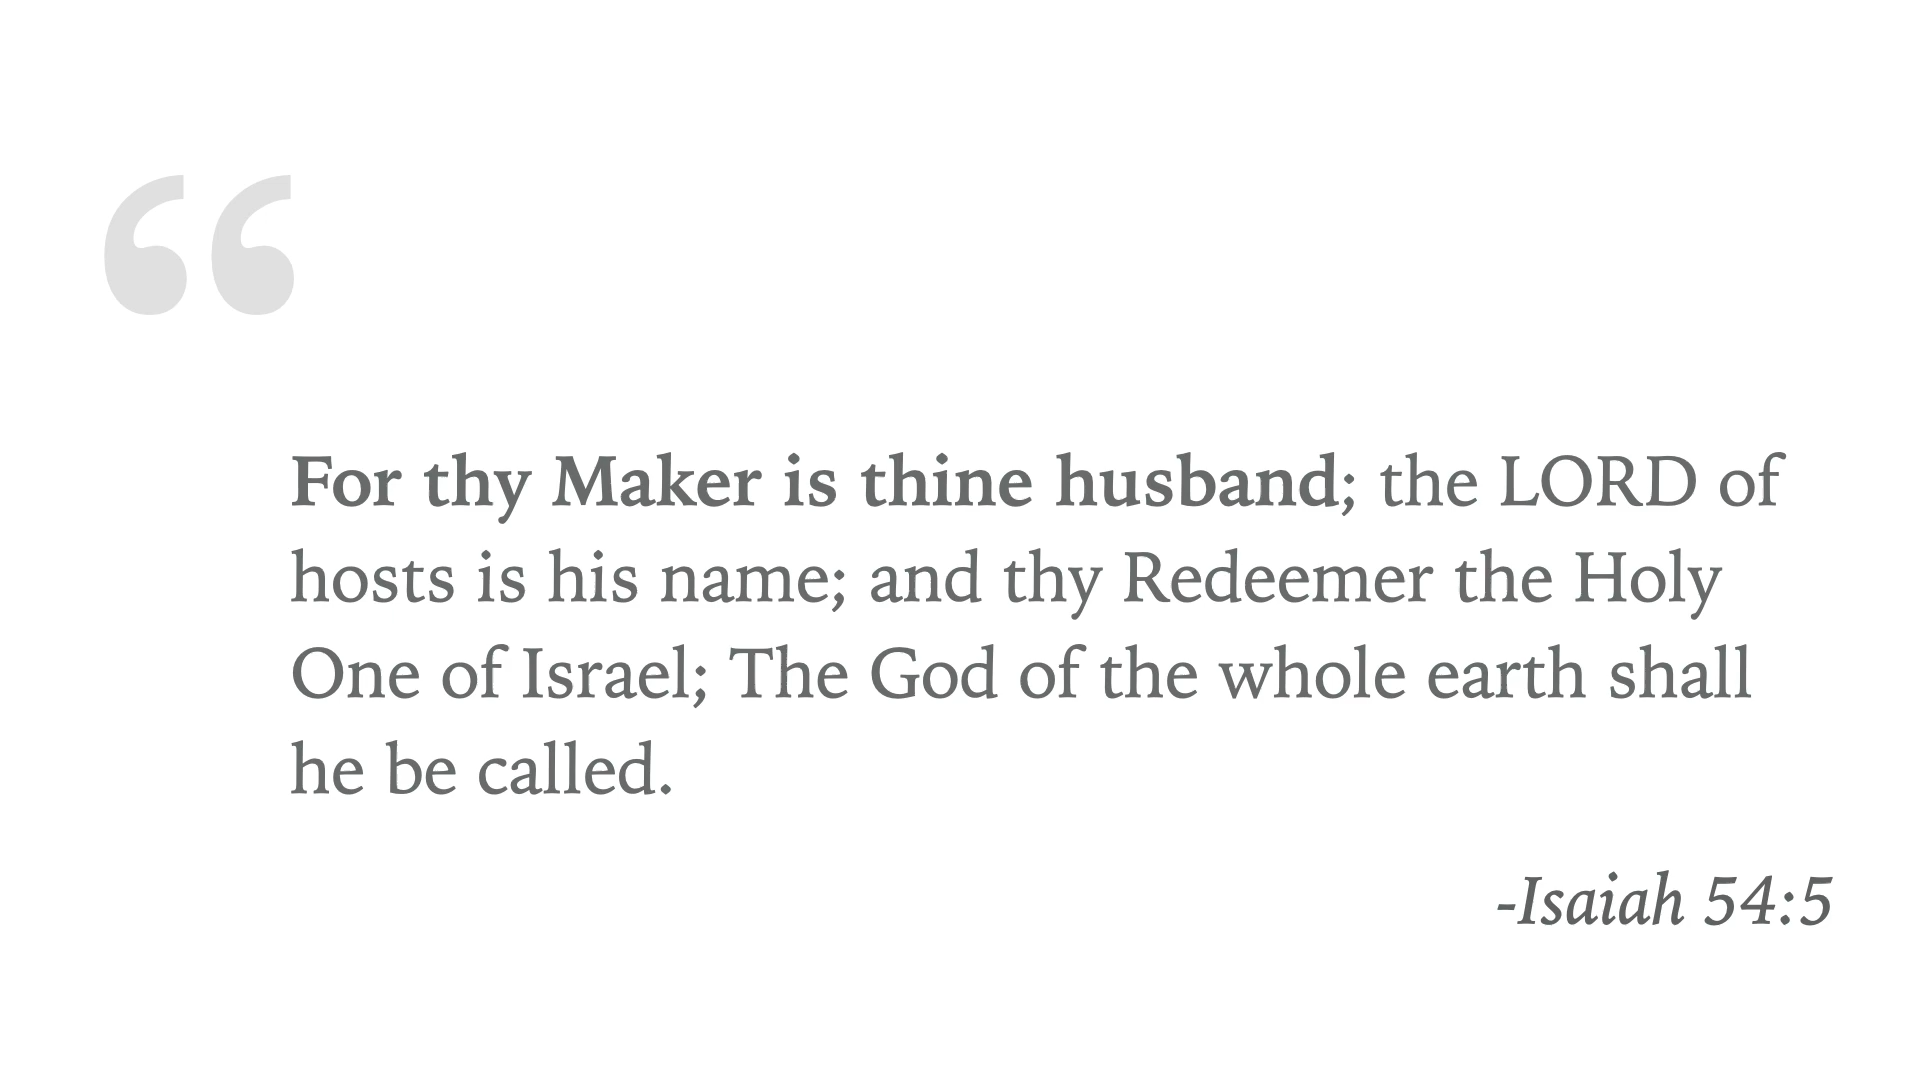 “
For thy Maker is thine husband; the LORD of
hosts is his name; and thy Redeemer the Holy
One of Israel; The God of the whole earth shall
he be called.
-Isaiah 54:5